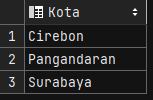 Kota
1 Cirebon
2 Pangandaran
3 Surabaya